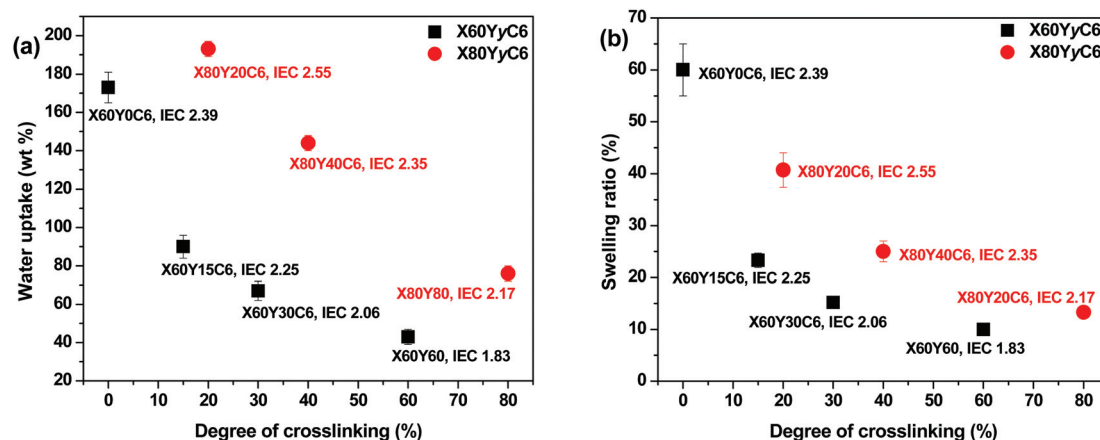 (a)
X60YyC6
X80YyC6
200
180
160
140
120
100
80
60
40
20
Water uptake (wt %)
X80Y20C6, IEC 2.55
X60Y0C6, IEC 2.39
X80Y40C6, IEC 2.35
X60Y15C6, IEC 2.25
X80Y80, IEC 2.17
X60Y30C6, IEC 2.06
X60Y60, IEC 1.83
0 10 20 30 40 50 60 70 80
Degree of crosslinking (%)
(b)
X60YyC6
X80YyC6
70
60
50
40
30
20
10
0
Swelling ratio (%)
X60Y0C6, IEC 2.39
X80Y20C6, IEC 2.55
X80Y40C6, IEC 2.35
X60Y15C6, IEC 2.25
X80Y20C6, IEC 2.17
X60Y30C6, IEC 2.06
X60Y60, IEC 1.83
0 10 20 30 40 50 60 70 80
Degree of crosslinking (%)